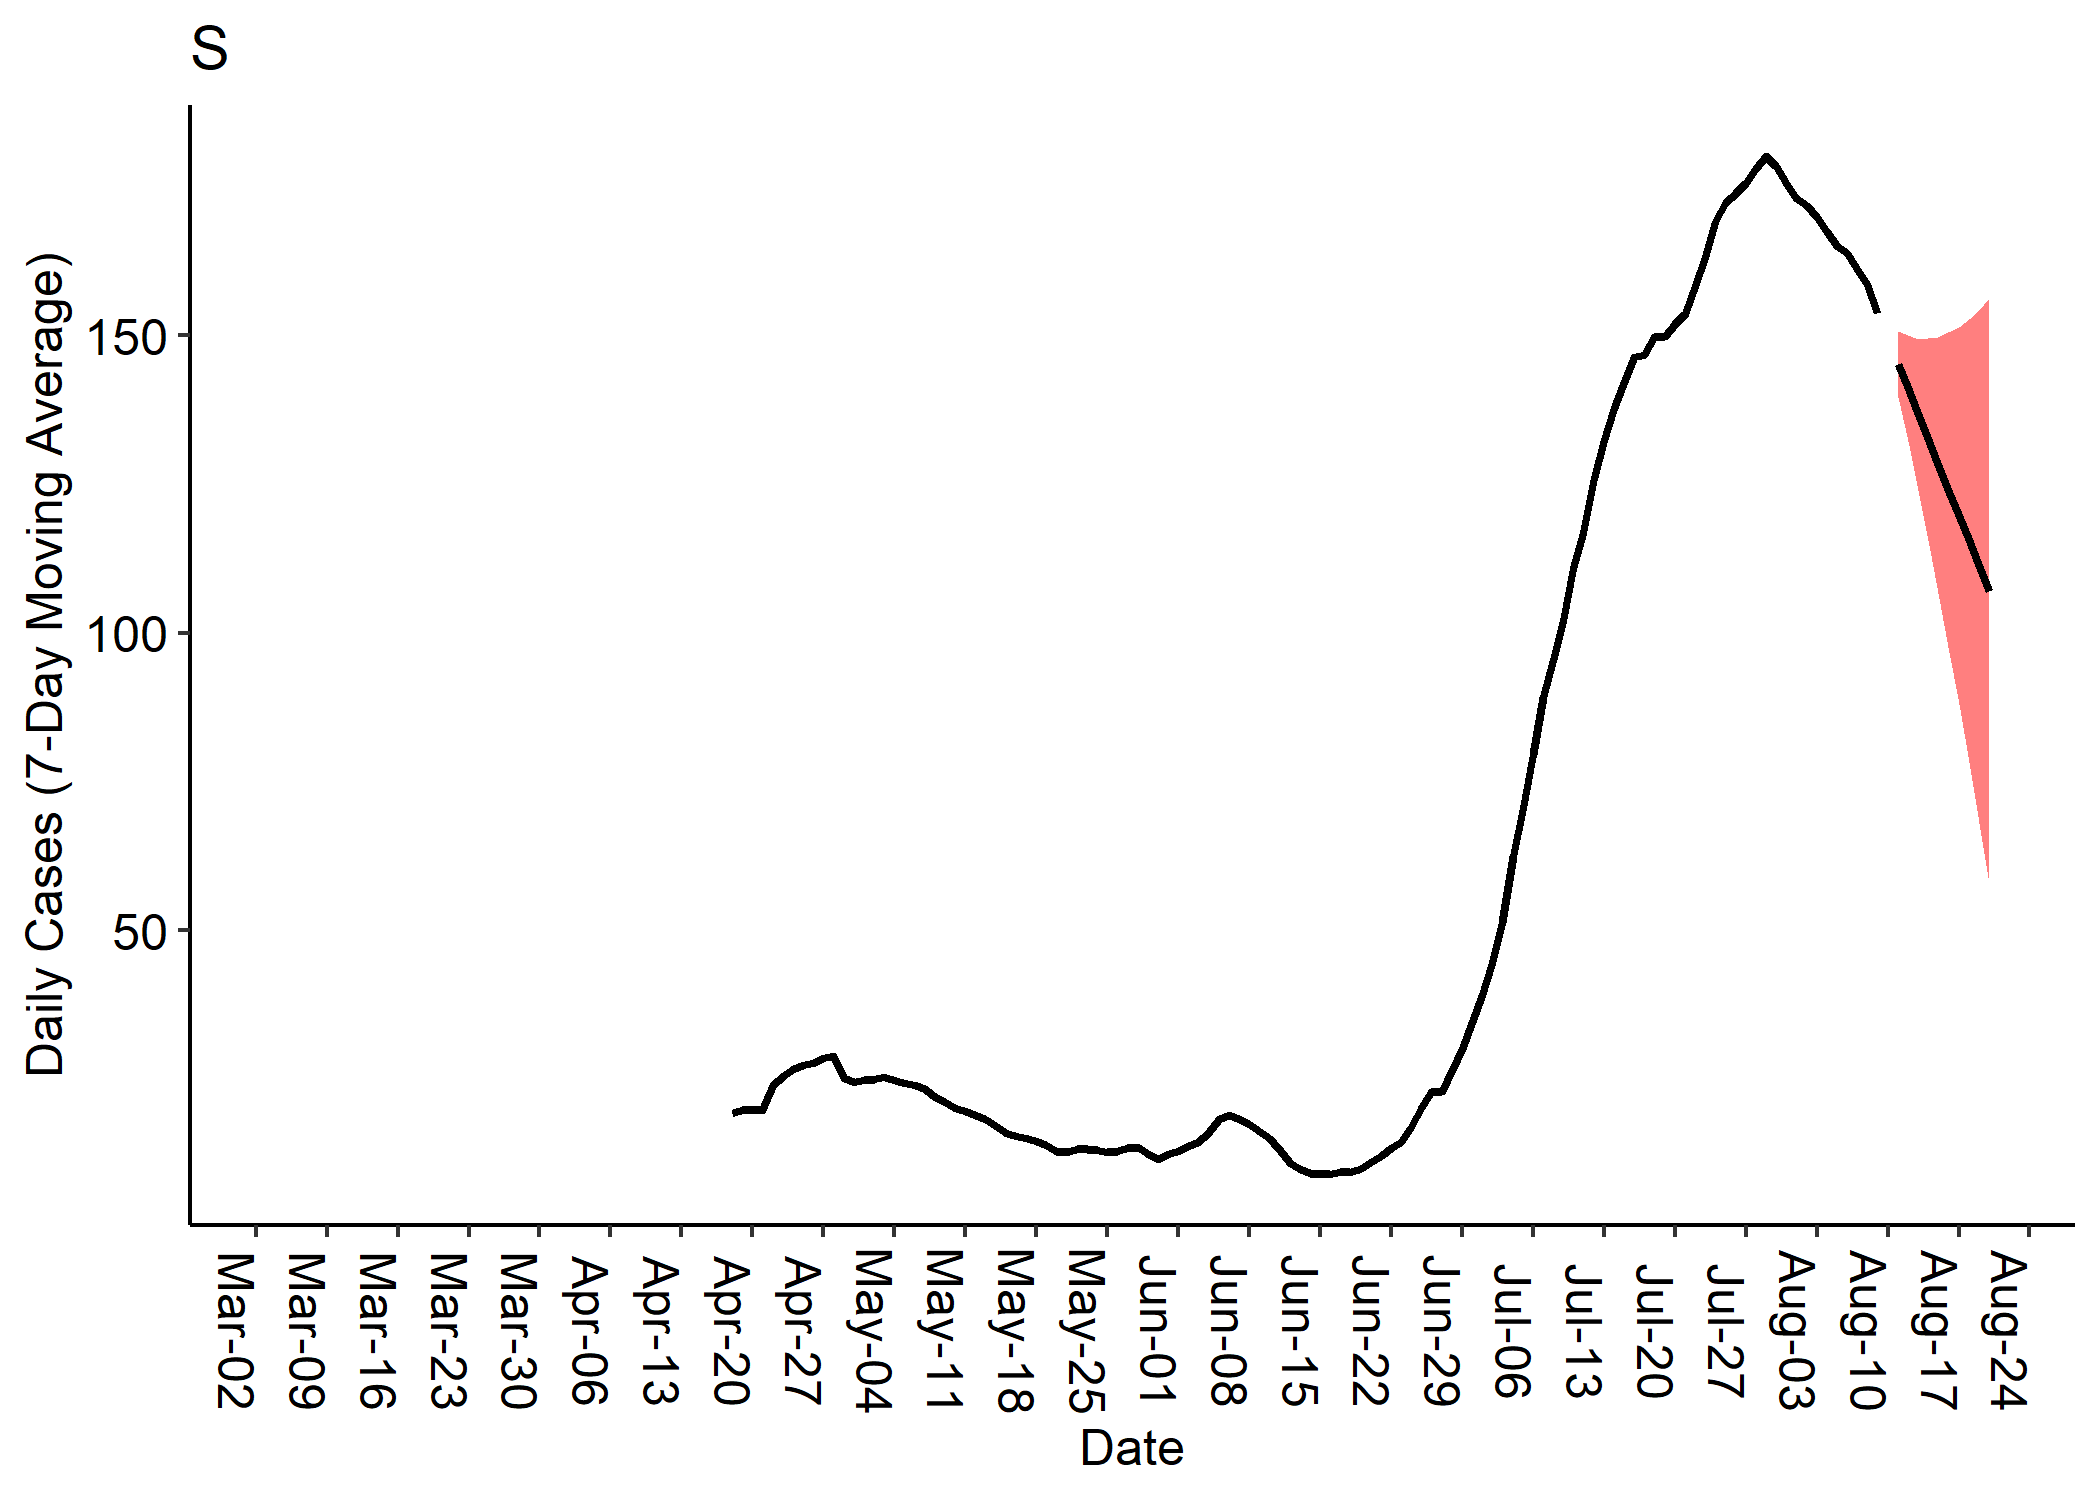 S
Daily Cases (7-Day Moving Average)
150
100
50
Mar-02
Mar-09
Mar-16
Mar-23
Mar-30
Apr-06
Apr-13
Apr-20
Apr-27
May-04
May-11
May-18
May-25
Jun-01
Jun-08
Jun-15
Jun-22
Jun-29
Jul-06
Jul-13
Jul-20
Jul-27
Aug-03
Aug-10
Aug-17
Aug-24
Date